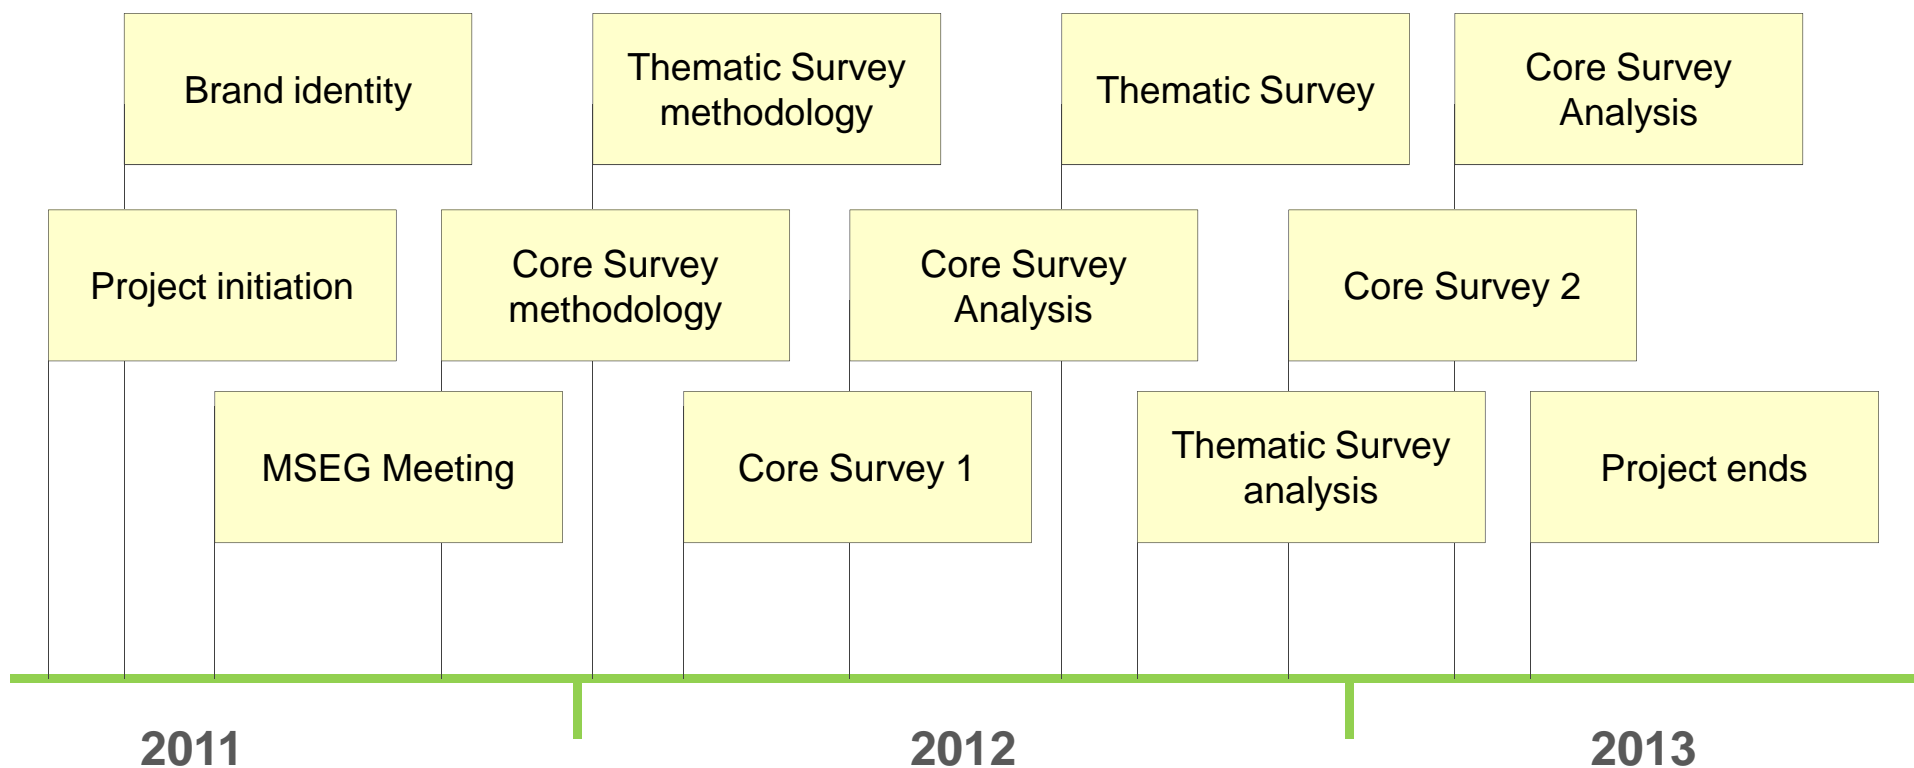 Brand identity
Thematic Survey
methodology
Thematic Survey
Core Survey
Analysis
Project initiation
Core Survey
methodology
Core Survey
Analysis
Core Survey 2
MSEG Meeting
Core Survey 1
Thematic Survey
analysis
Project ends
2011
2012
2013